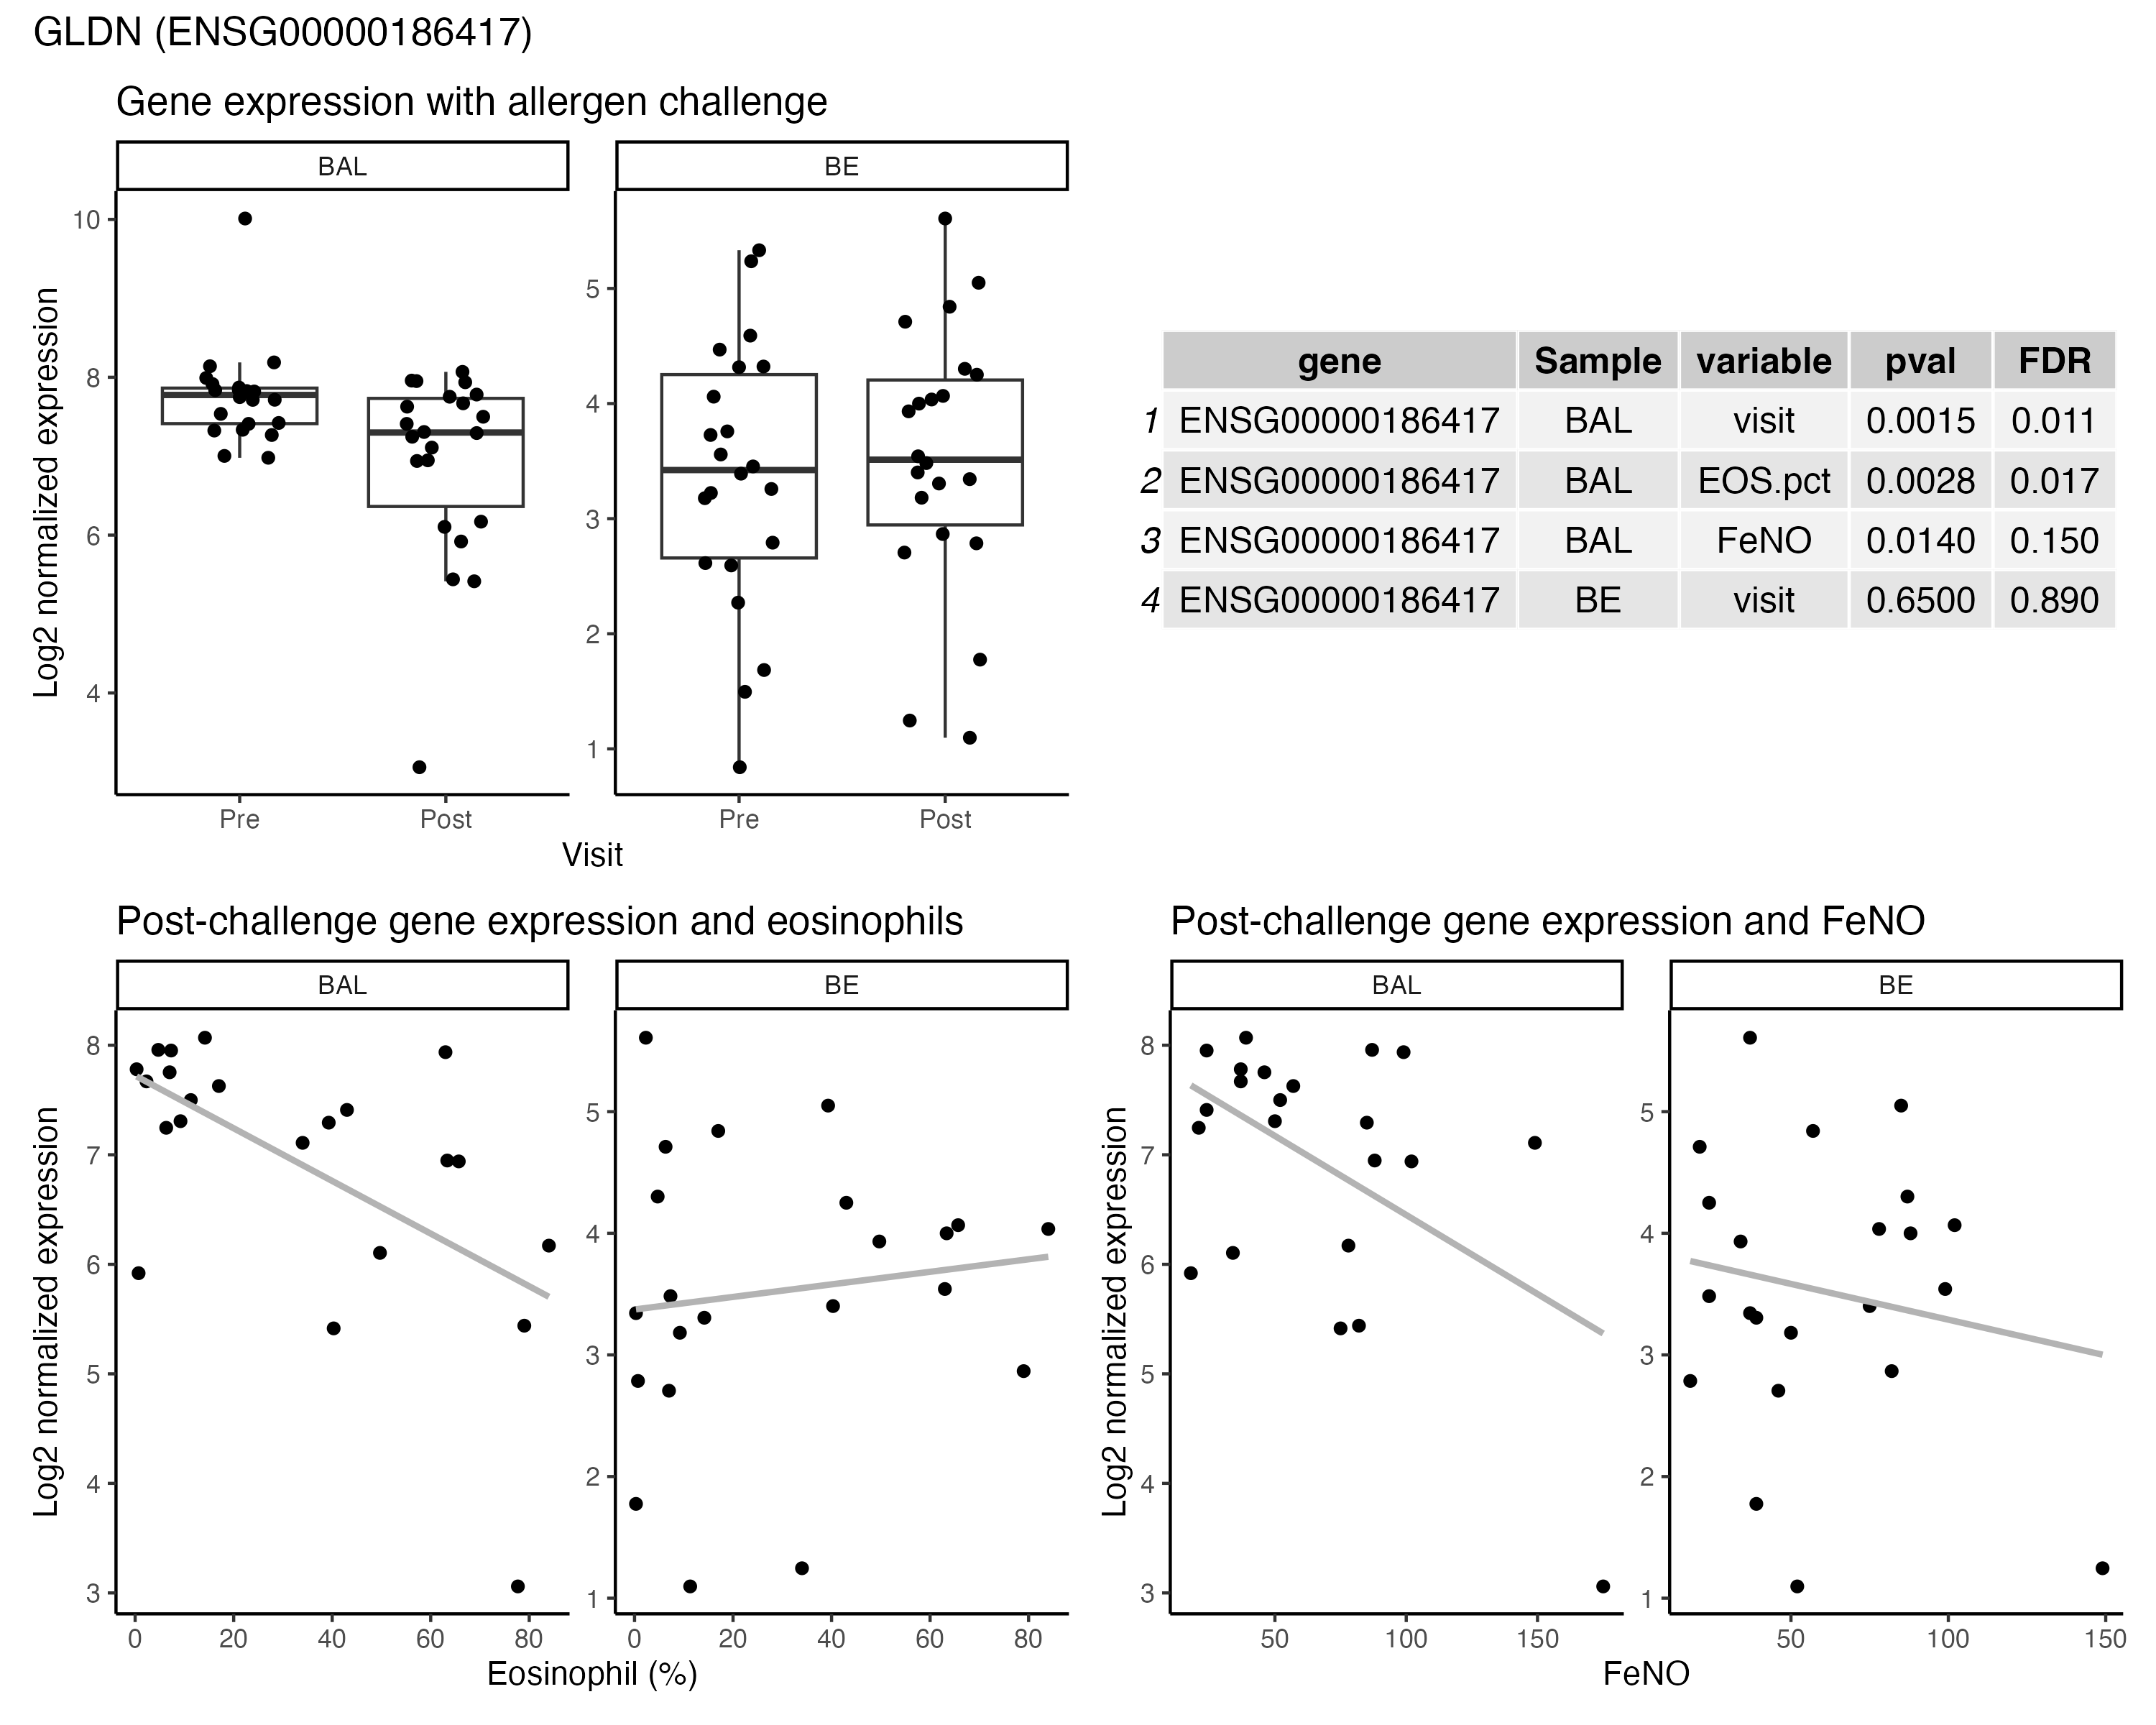 GLDN (ENSG00000186417)
Gene expression with allergen challenge
BAL
BE
Log2 normalized expression
10
8
6
4
5
4
3
2
1
Pre
Post
Pre
Post
Visit
gene Sample variable pval FDR
1 ENSG00000186417 BAL visit 0.0015 0.011
2 ENSG00000186417 BAL EOS.pct 0.0028 0.017
3 ENSG00000186417 BAL FeNO 0.0140 0.150
4 ENSG00000186417 BE visit 0.6500 0.890
Post-challenge gene expression and eosinophils
BAL
BE
Log2 normalized expression
8
7
6
5
4
3
5
4
3
2
1
0 20 40 60 80
0 20 40 60 80
Eosinophil (%)
Post-challenge gene expression and FeNO
BAL
BE
Log2 normalized expression
8
7
6
5
4
3
5
4
3
2
1
50 100 150
50 100 150
FeNO